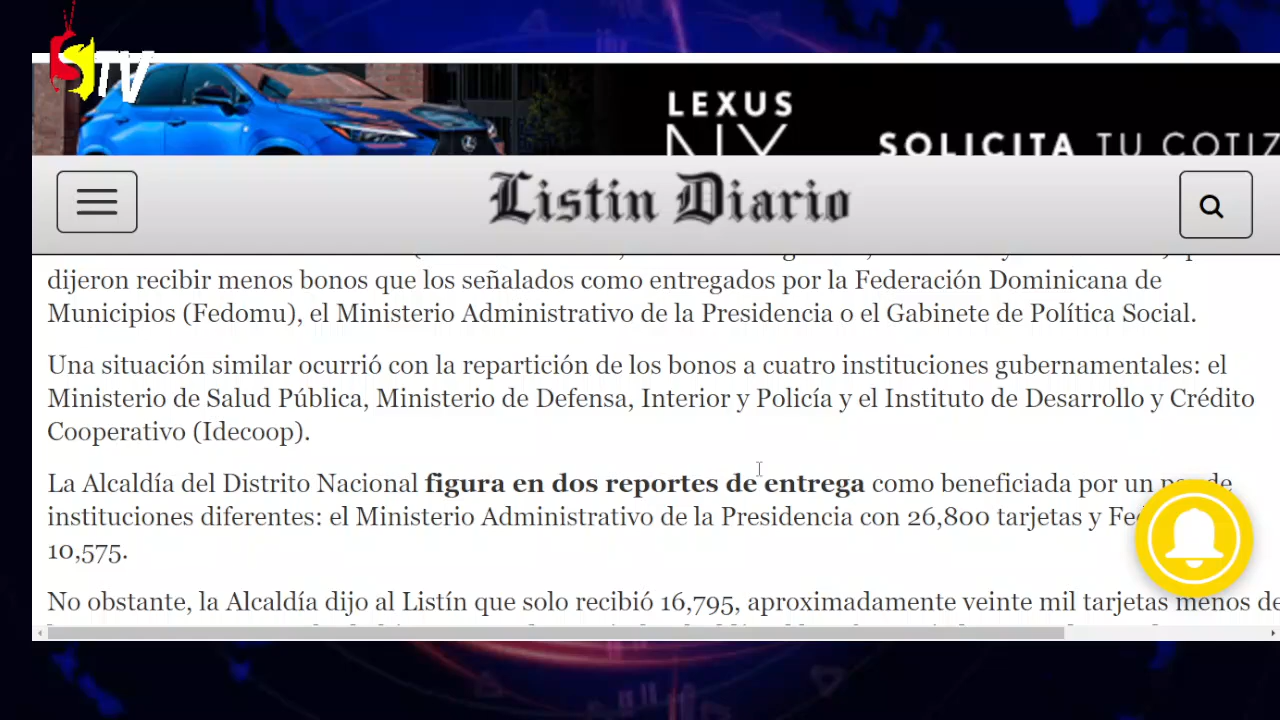 STV
LEXUS
NX
SOLICITA TU COTIZ
Listin Diario
dijeron recibir menos bonos que los señalados como entregados por la Federación Dominicana de
Municipios (Fedomu), el Ministerio Administrativo de la Presidencia o el Gabinete de Política Social.
Una situación similar ocurrió con la repartición de los bonos a cuatro instituciones gubernamentales: el
Ministerio de Salud Pública, Ministerio de Defensa, Interior y Policía y el Instituto de Desarrollo y Crédito
Cooperativo (Idecoop).
La Alcaldía del Distrito Nacional figura en dos reportes de entrega como beneficiada por un de
instituciones diferentes: el Ministerio Administrativo de la Presidencia con 26,800 tarjetas y
10,575.
No obstante, la Alcaldía dijo al Listín que solo recibió 16,795, aproximadamente veinte mil tarjetas menos de